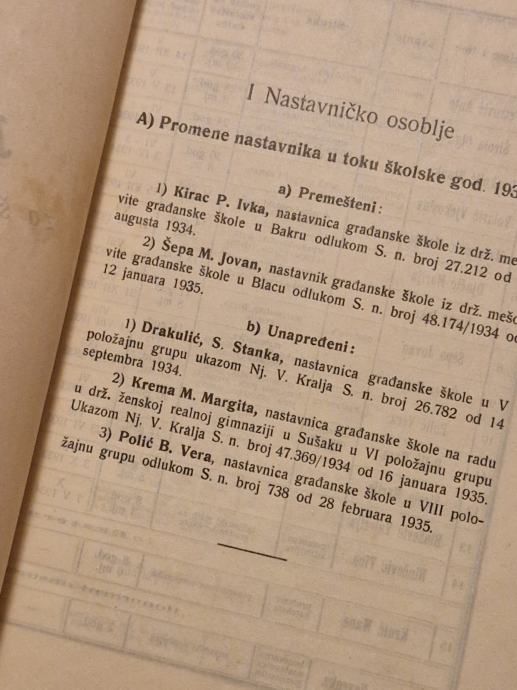 I Nastavničko osoblje
A) Promene nastavnika u toku školske god. 193
a) Premešteni:
1) Kirac P. Ivka, nastavnica građanske škole iz drž. me
vite građanske škole u Bakru odlukom S. n. broj 27.212 od
augusta 1934.
2) Šepa M. Jovan, nastavnik građanske škole iz drž. mešo
vite građanske škole u Blacu odlukom S. n. broj 48.174/1934 od
12 januara 1935.
b) Unapređeni:
1) Drakulić, S. Stanka, nastavnica građanske škole u V
položajnu grupu ukazom Nj. V. Kralja S. n. broj 26.782 od 14
septembra 1934.
2) Krema M. Margita, nastavnica građanske škole na radu
u drž. ženskoj realnoj gimnaziji u Sušaku u VI položajnu grupu
Ukazom Nj. V. Kralja S. n. broj 47.369/1934 od 16 januara 1935.
3) Polić B. Vera, nastavnica građanske škole u VIII polo-
žajnu grupu odlukom S. n. broj 738 od 28 februara 1935.